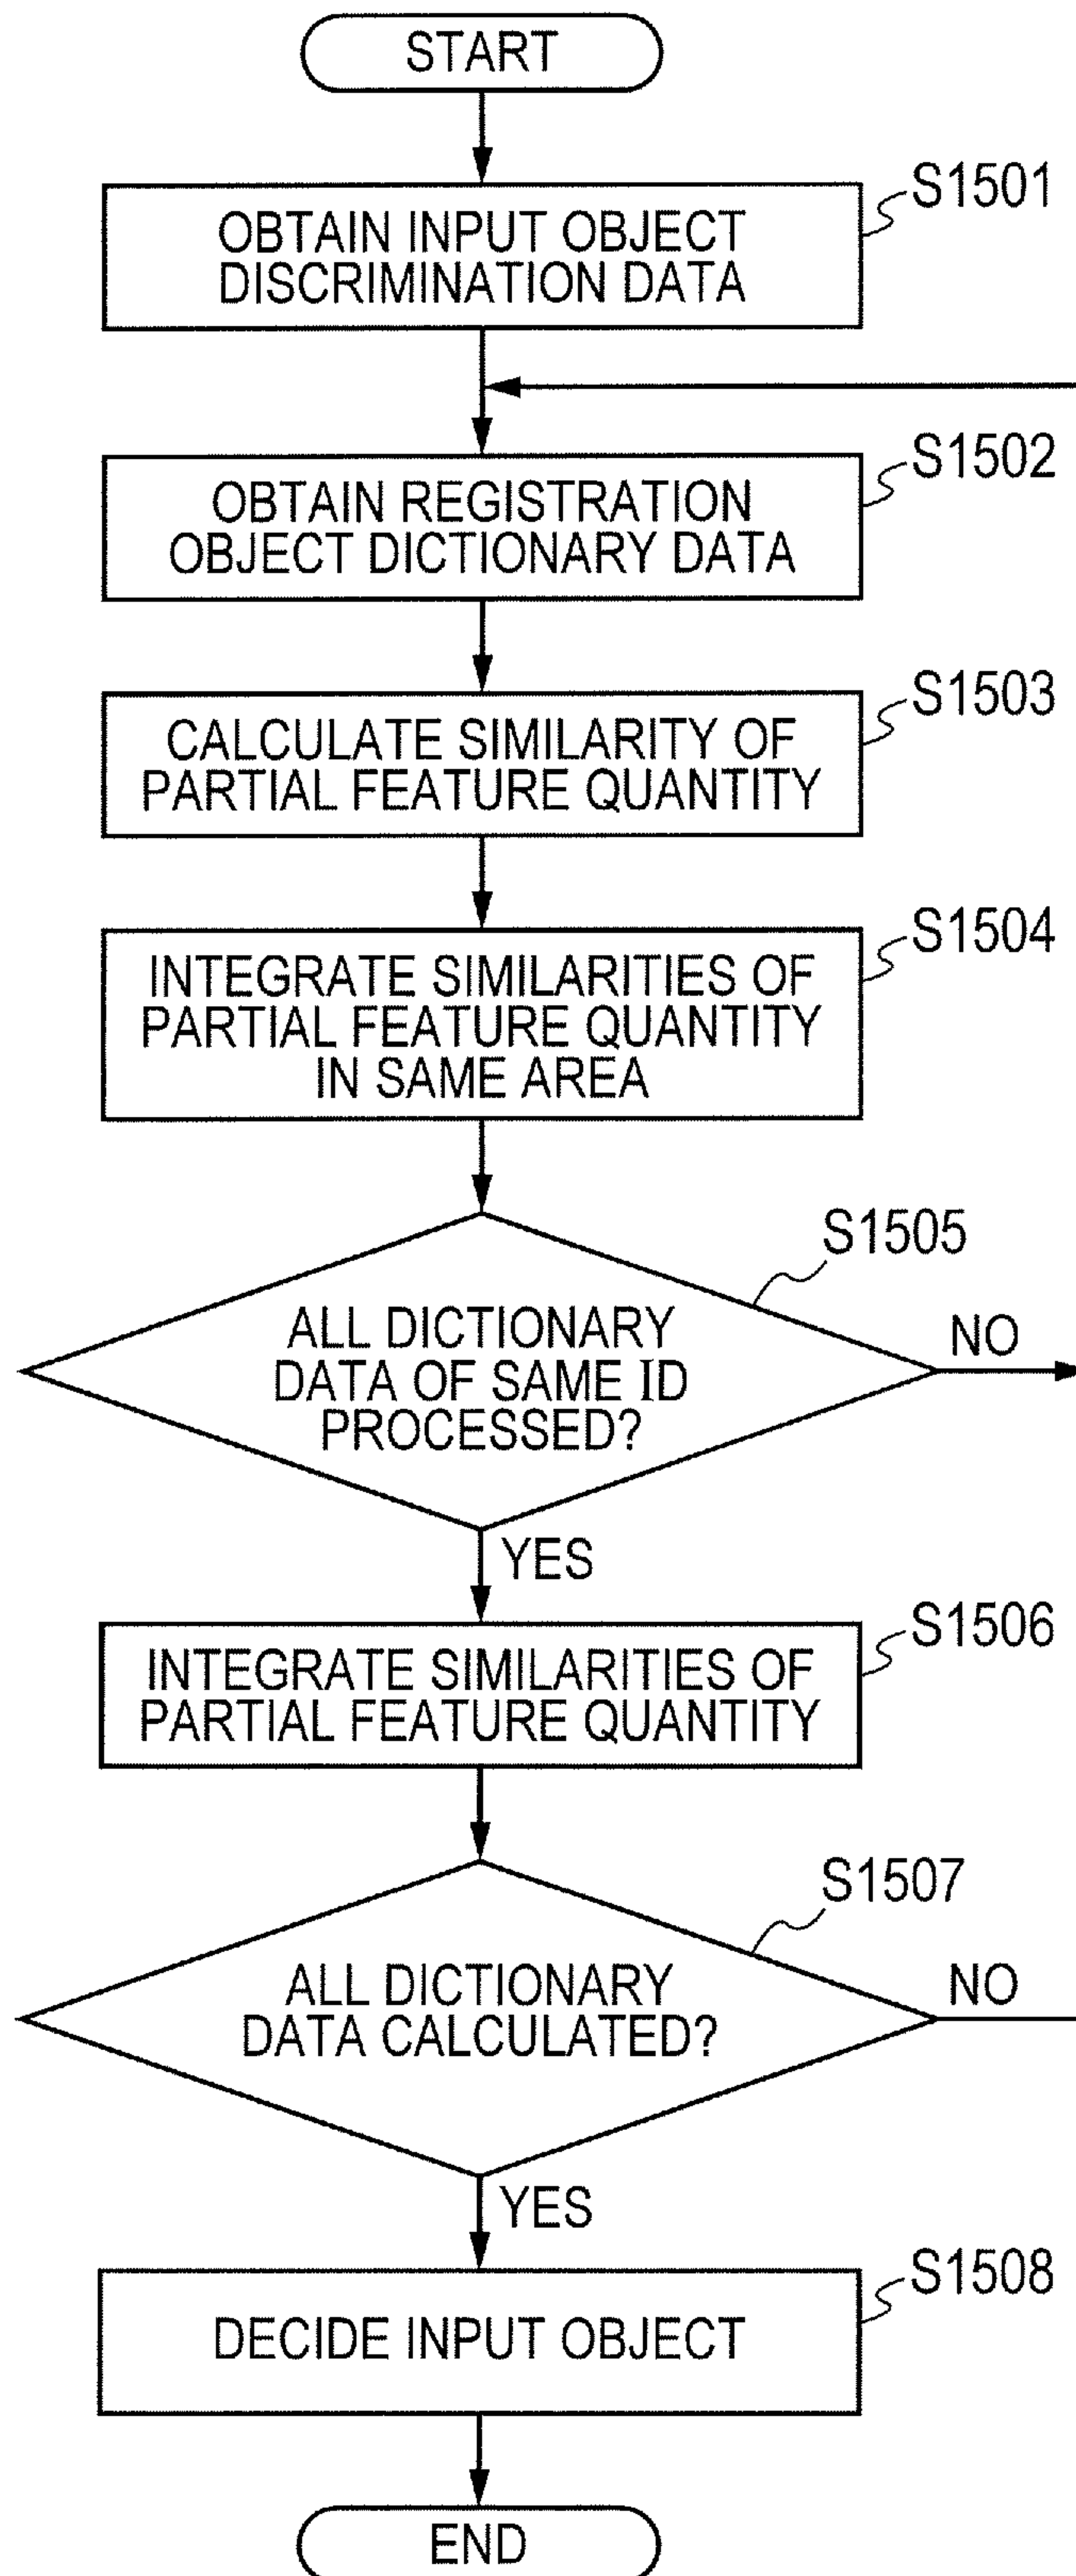 START
S1501
OBTAIN INPUT OBJECT
DISCRIMINATION DATA
S1502
OBTAIN REGISTRATION
OBJECT DICTIONARY DATA
S1503
CALCULATE SIMILARITY OF
PARTIAL FEATURE QUANTITY
S1504
INTEGRATE SIMILARITIES OF
PARTIAL FEATURE QUANTITY
IN SAME AREA
S1505
ALL DICTIONARY
DATA OF SAME ID
PROCESSED?
NO
YES
S1506
INTEGRATE SIMILARITIES OF
PARTIAL FEATURE QUANTITY
S1507
ALL DICTIONARY
DATA CALCULATED?
NO
YES
S1508
DECIDE INPUT OBJECT
END